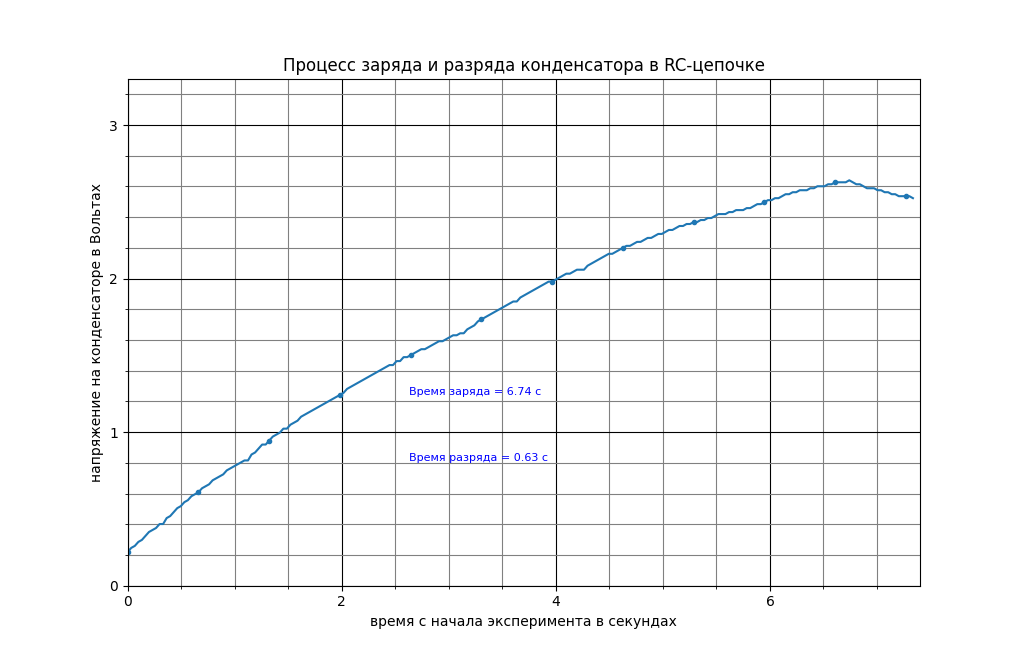 Процесс заряда и разряда конденсатора в RC-цепочке
напряжение на конденсаторе в Вольтах
3
2
1
0
Время заряда = 6.74 с
Время разряда = 0.63 с
0 2 4 6
время с начала эксперимента в секундах